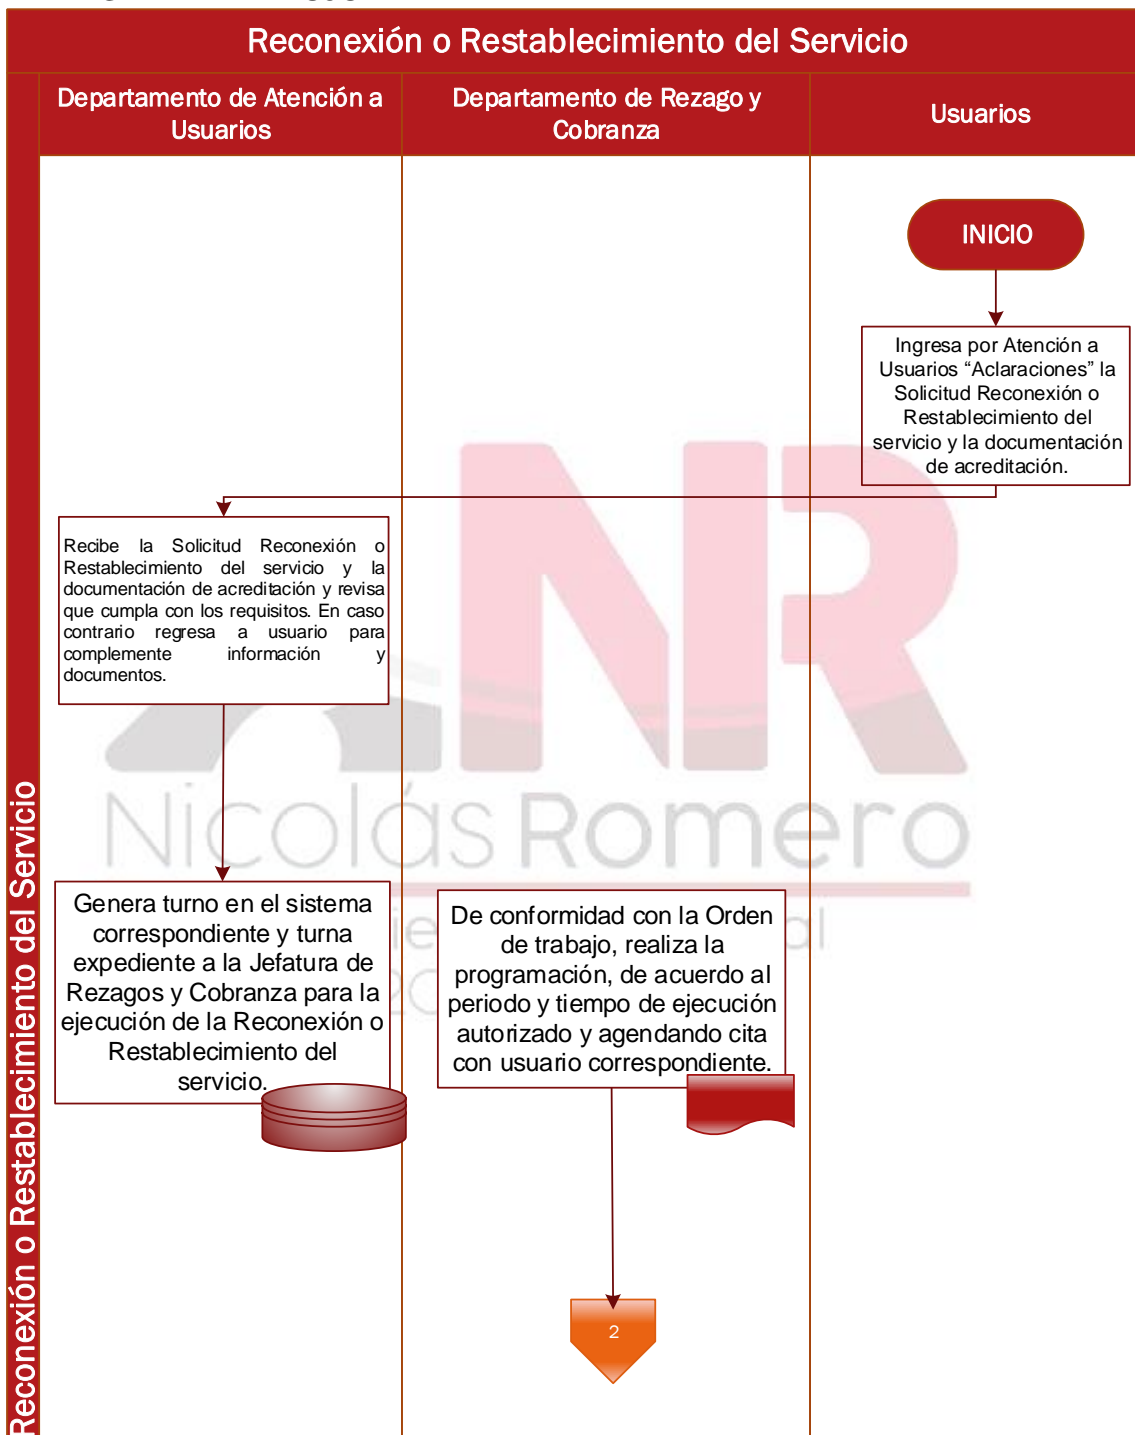 Reconexión o Restablecimiento del Servicio
Departamento de Atención a
Usuarios
Departamento de Rezago y
Cobranza
Usuarios
Reconexión o Restablecimiento del Servicio
INICIO
Ingresa por Atención a
Usuarios “Aclaraciones” la
Solicitud Reconexión o
Restablecimiento del
servicio y la documentación
de acreditación.
Recibe la Solicitud Reconexión o
Restablecimiento del servicio y la
documentación de acreditación y revisa
que cumpla con los requisitos. En caso
contrario regresa a usuario para
complemente información y
documentos.
NR
Nicolás Romero
Genera turno en el sistema
correspondiente y turna
expediente a la Jefatura de
Rezagos y Cobranza para la
ejecución de la Reconexión o
Restablecimiento del
servicio.
De conformidad con la Orden
de trabajo, realiza la
programación, de acuerdo al
periodo y tiempo de ejecución
autorizado y agendando cita
con usuario correspondiente.
2